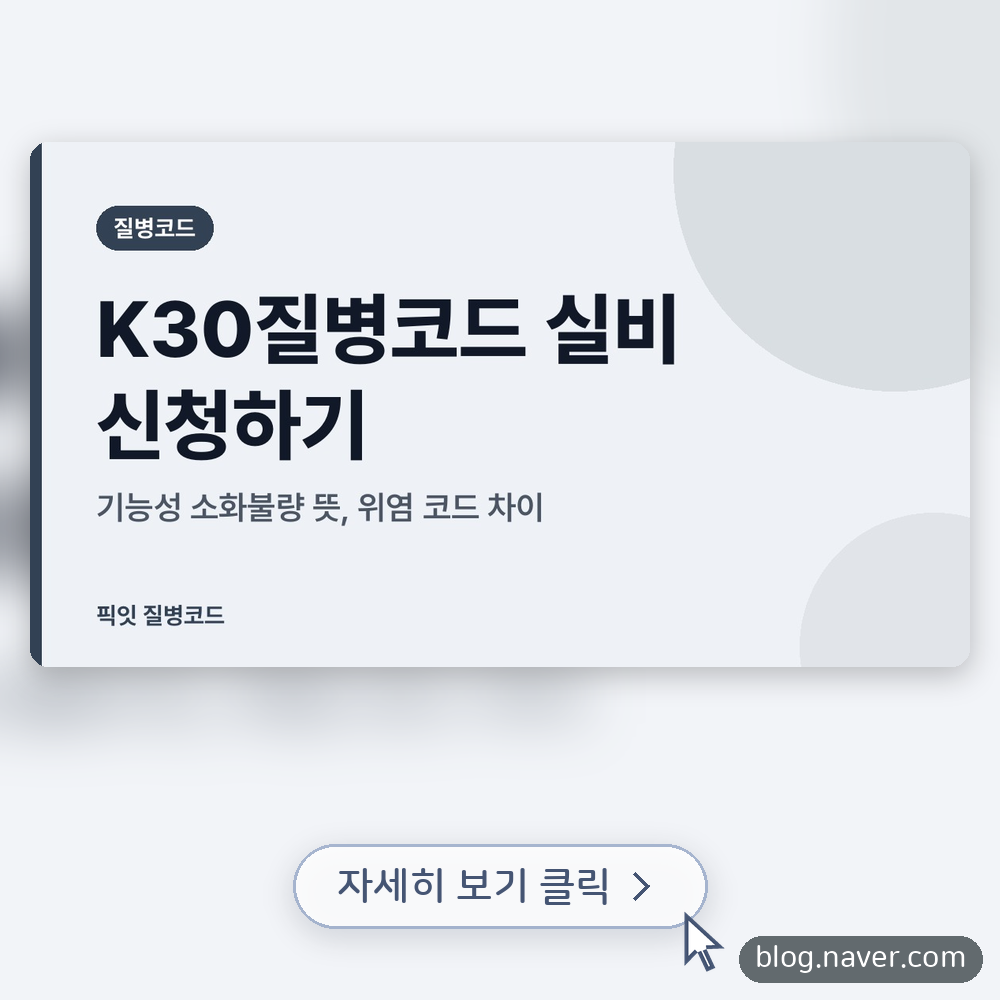 질병코드
K30질병코드 실비
신청하기
기능성 소화불량 뜻, 위염 코드 차이
픽잇 질병코드
자세히 보기 클릭
blog.naver.com